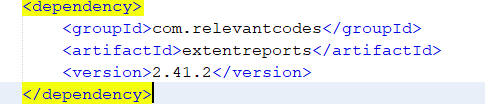 <dependency>
<groupId>com.relevantcodes</groupId>
<artifactId>extentreports</artifactId>
<version>2.41.2</version>
</dependency>